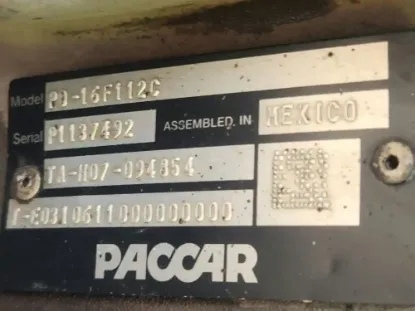 Model PO-16F112C
Serial P1137492 ASSEMBLED IN MEXICO
TA-H07-094854
T-E0310611000000000
PACCAR